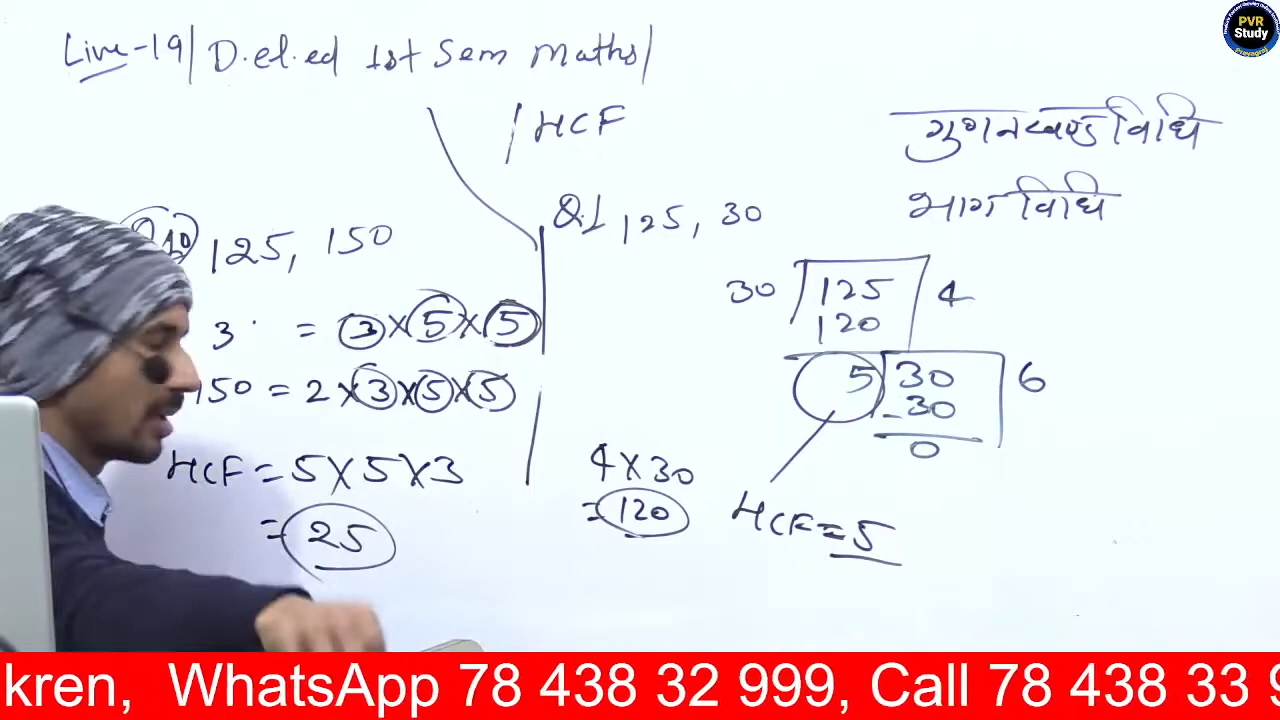 Live-19/ D.el.ed 1st Sem Maths/
/HCF
PVR
Study
Prayagraj
गुणनखण्ड विधि
भाग विधि
125, 150
3 = 3×5×5
150 = 2×3×5×5
HCF = 5×5×3
= 25
Q.1 125, 30
30 125 4
120
5 30 6
-30
0
4×30
= 120
HCF = 5
kren, WhatsApp 78 438 32 999, Call 78 438 33 9